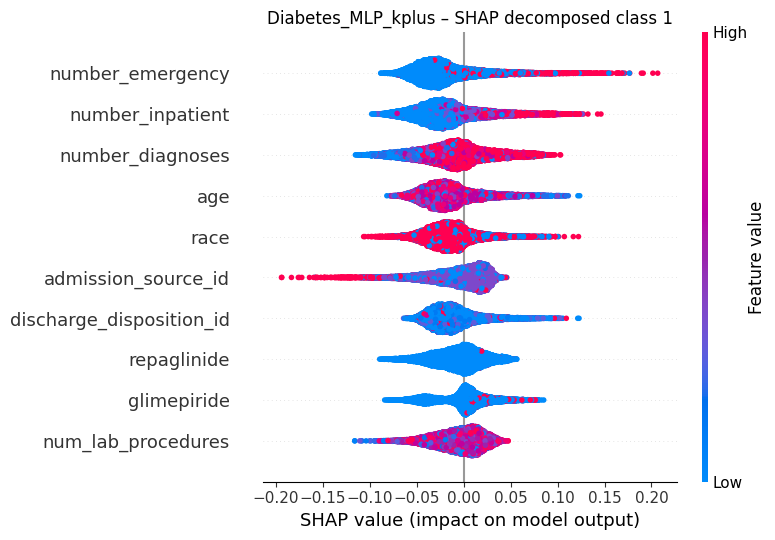 Diabetes_MLP_kplus – SHAP decomposed class 1
High
number_emergency
number_inpatient
number_diagnoses
age
race
admission_source_id
discharge_disposition_id
repaglinide
glimepiride
num_lab_procedures
Feature value
Low
−0.20 −0.15 −0.10 −0.05 0.00 0.05 0.10 0.15 0.20
SHAP value (impact on model output)